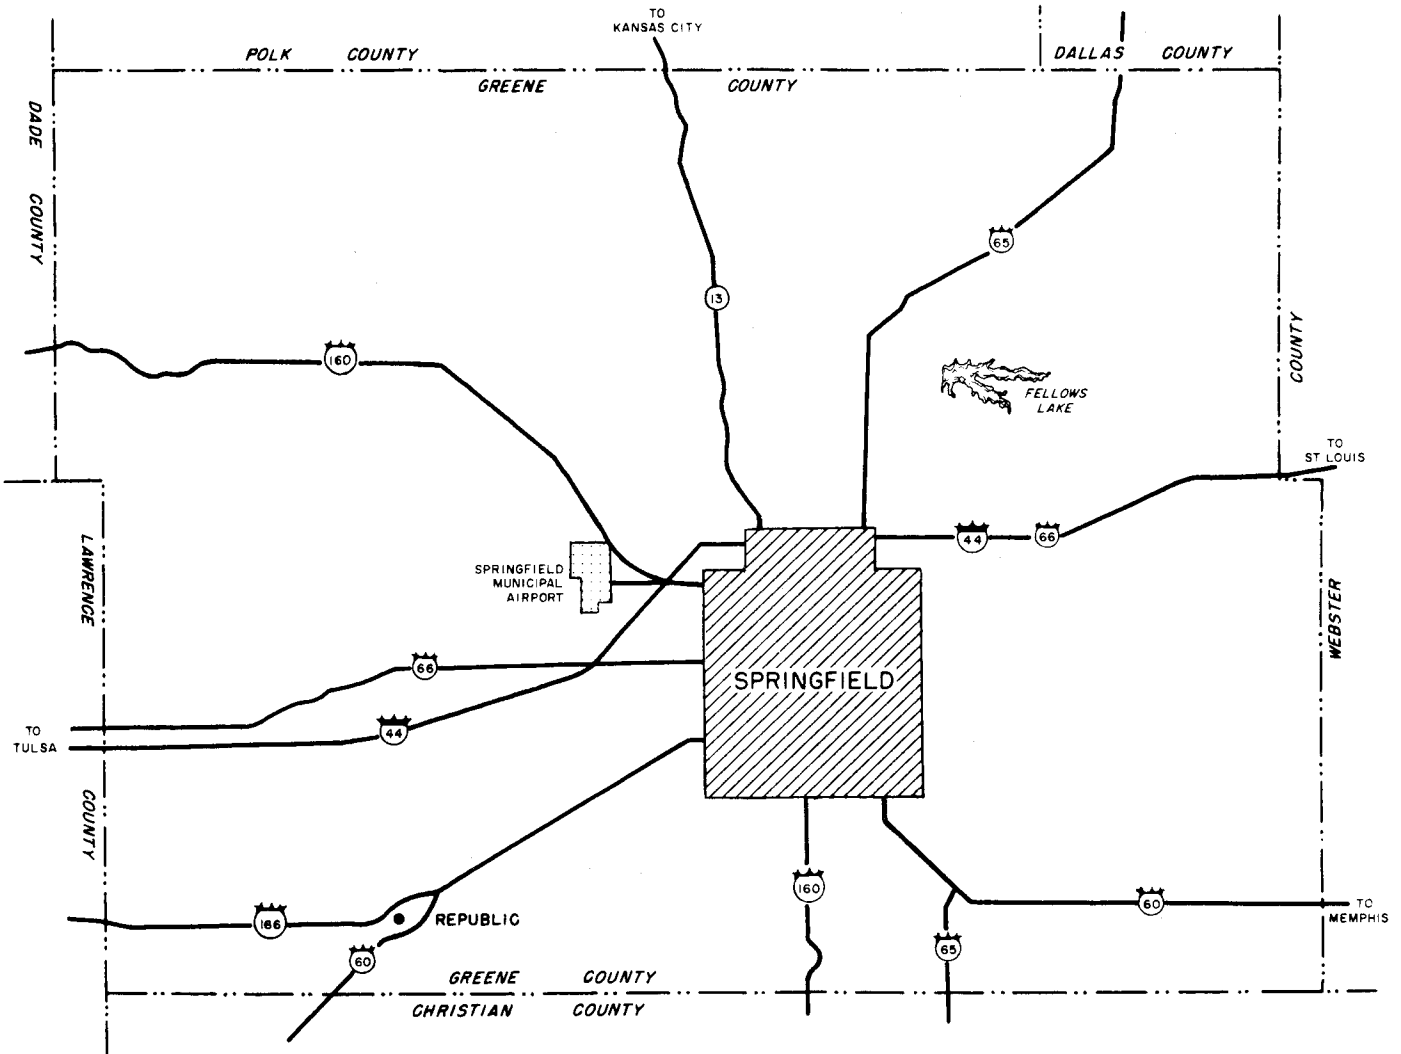 TO
KANSAS CITY
POLK COUNTY
DALLAS COUNTY
GREENE COUNTY
DADE COUNTY
65
13
COUNTY
160
FELLOWS
LAKE
TO
ST LOUIS
44
66
SPRINGFIELD
MUNICIPAL
AIRPORT
LAWRENCE
WEBSTER
66
SPRINGFIELD
TO
TULSA
44
COUNTY
160
166
REPUBLIC
60
TO
MEMPHIS
60
65
GREENE COUNTY
CHRISTIAN COUNTY